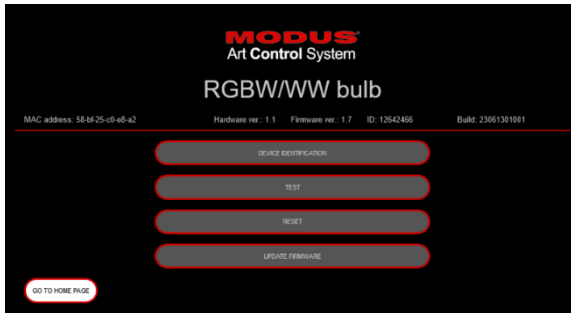 MODUS
Art Control System
RGBW/WW bulb
MAC address: 58-bf-25-c0-e8-a2 Hardware ver.: 1.1 Firmware ver.: 1.7 ID: 12642466 Build: 23061301001
DEVICE IDENTIFICATION
TEST
RESET
UPDATE FIRMWARE
GO TO HOME PAGE